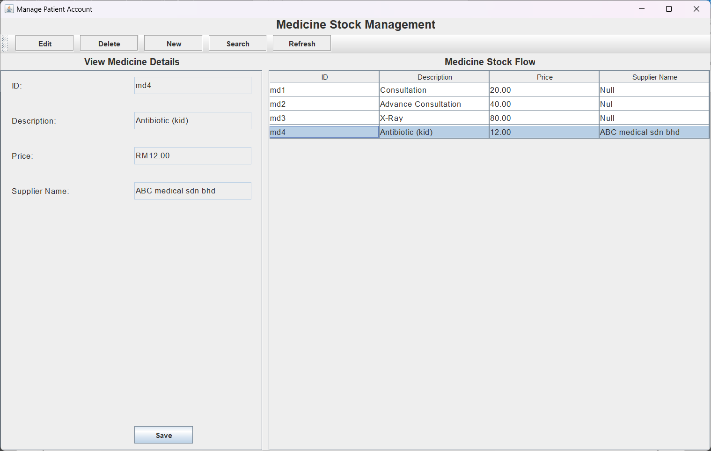 Manage Patient Account
Medicine Stock Management
Edit Delete New Search Refresh
View Medicine Details
ID: md4
Description: Antibiotic (kid)
Price: RM12.00
Supplier Name: ABC medical sdn bhd
Save
Medicine Stock Flow
ID Description Price Supplier Name
md1 Consultation 20.00 Null
md2 Advance Consultation 40.00 Nul
md3 X-Ray 80.00 Null
md4 Antibiotic (kid) 12.00 ABC medical sdn bhd